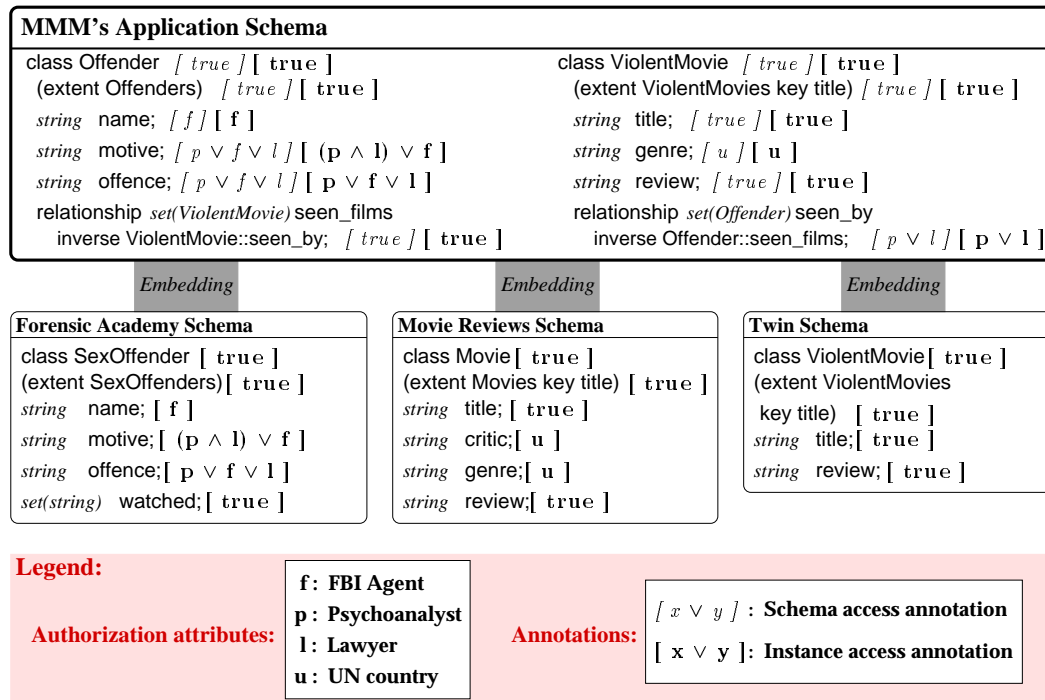 MMM's Application Schema
class Offender [ true ] [ true ]
(extent Offenders) [ true ] [ true ]
string name; [ f ] [ f ]
string motive; [ p ∨ f ∨ l ] [ (p ∧ l) ∨ f ]
string offence; [ p ∨ f ∨ l ] [ p ∨ f ∨ l ]
relationship set(ViolentMovie) seen_films
inverse ViolentMovie::seen_by; [ true ] [ true ]
class ViolentMovie [ true ] [ true ]
(extent ViolentMovies key title) [ true ] [ true ]
string title; [ true ] [ true ]
string genre; [ u ] [ u ]
string review; [ true ] [ true ]
relationship set(Offender) seen_by
inverse Offender::seen_films; [ p ∨ l ] [ p ∨ l ]
Embedding
Embedding
Embedding
Forensic Academy Schema
class SexOffender [ true ]
(extent SexOffenders) [ true ]
string name; [ f ]
string motive; [ (p ∧ l) ∨ f ]
string offence; [ p ∨ f ∨ l ]
set(string) watched; [ true ]
Movie Reviews Schema
class Movie [ true ]
(extent Movies key title) [ true ]
string title; [ true ]
string critic; [ u ]
string genre; [ u ]
string review; [ true ]
Twin Schema
class ViolentMovie [ true ]
(extent ViolentMovies
key title) [ true ]
string title; [ true ]
string review; [ true ]
Legend:
Authorization attributes:
f : FBI Agent
p : Psychoanalyst
l : Lawyer
u : UN country
Annotations:
[ x ∨ y ] : Schema access annotation
[ x ∨ y ] : Instance access annotation